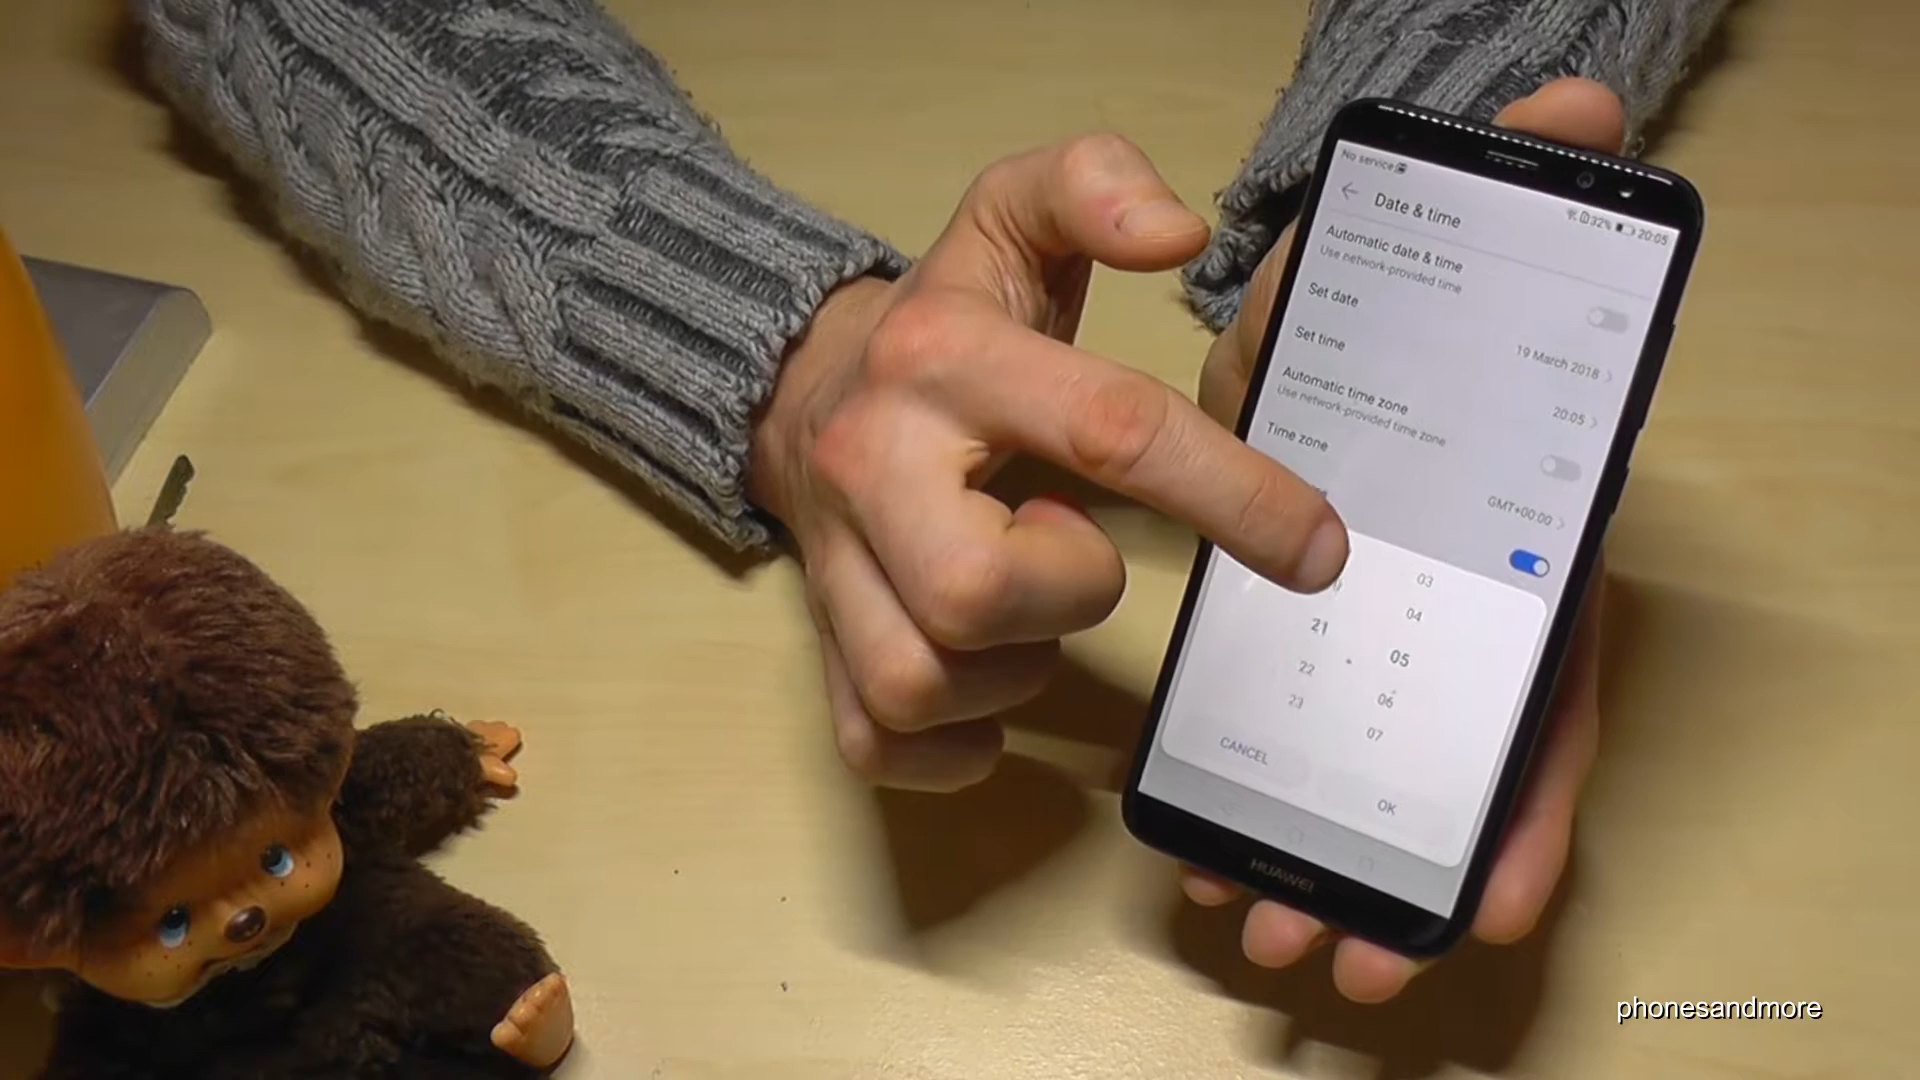 No service
32% 20:05
Date & time
Automatic date & time
Use network-provided time
Set date
19 March 2018
Set time
20:05
Automatic time zone
Use network-provided time zone
Time zone
GMT+00:00
03
04
21 : 05
22 06
23 07
CANCEL OK
HUAWEI
phonesandmore